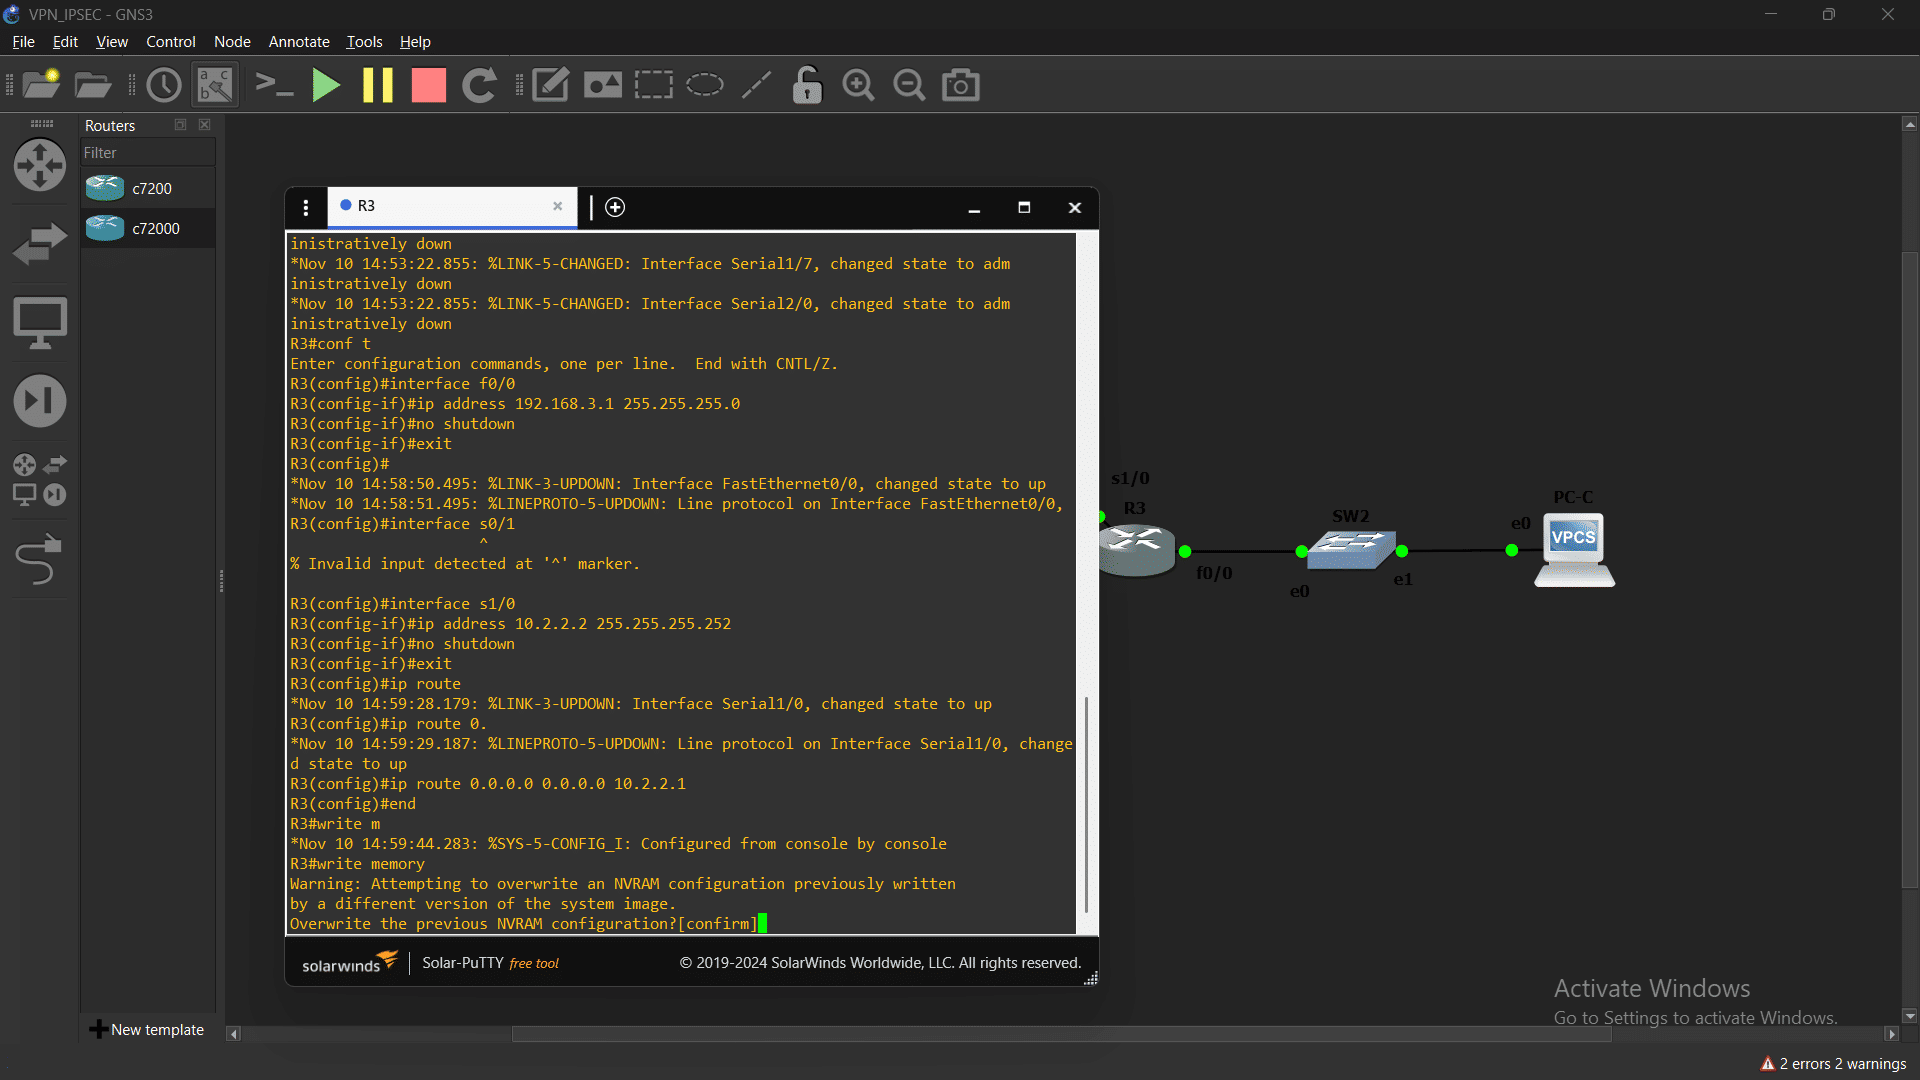 VPN_IPSEC - GNS3
File Edit View Control Node Annotate Tools Help
Routers
Filter
c7200
c72000
New template
R3
inistratively down
*Nov 10 14:53:22.855: %LINK-5-CHANGED: Interface Serial1/7, changed state to adm
inistratively down
*Nov 10 14:53:22.855: %LINK-5-CHANGED: Interface Serial2/0, changed state to adm
inistratively down
R3#conf t
Enter configuration commands, one per line.  End with CNTL/Z.
R3(config)#interface f0/0
R3(config-if)#ip address 192.168.3.1 255.255.255.0
R3(config-if)#no shutdown
R3(config-if)#exit
R3(config)#
*Nov 10 14:58:50.495: %LINK-3-UPDOWN: Interface FastEthernet0/0, changed state to up
*Nov 10 14:58:51.495: %LINEPROTO-5-UPDOWN: Line protocol on Interface FastEthernet0/0,
R3(config)#interface s0/1
^
% Invalid input detected at '^' marker.
R3(config)#interface s1/0
R3(config-if)#ip address 10.2.2.2 255.255.255.252
R3(config-if)#no shutdown
R3(config-if)#exit
R3(config)#ip route
*Nov 10 14:59:28.179: %LINK-3-UPDOWN: Interface Serial1/0, changed state to up
R3(config)#ip route 0.
*Nov 10 14:59:29.187: %LINEPROTO-5-UPDOWN: Line protocol on Interface Serial1/0, change
d state to up
R3(config)#ip route 0.0.0.0 0.0.0.0 10.2.2.1
R3(config)#end
R3#write m
*Nov 10 14:59:44.283: %SYS-5-CONFIG_I: Configured from console by console
R3#write memory
Warning: Attempting to overwrite an NVRAM configuration previously written
by a different version of the system image.
Overwrite the previous NVRAM configuration?[confirm]
solarwinds
Solar-PuTTY free tool
© 2019-2024 SolarWinds Worldwide, LLC. All rights reserved.
s1/0
R3
f0/0
SW2
e0
e1
PC-C
e0
VPCS
Activate Windows
Go to Settings to activate Windows.
2 errors 2 warnings